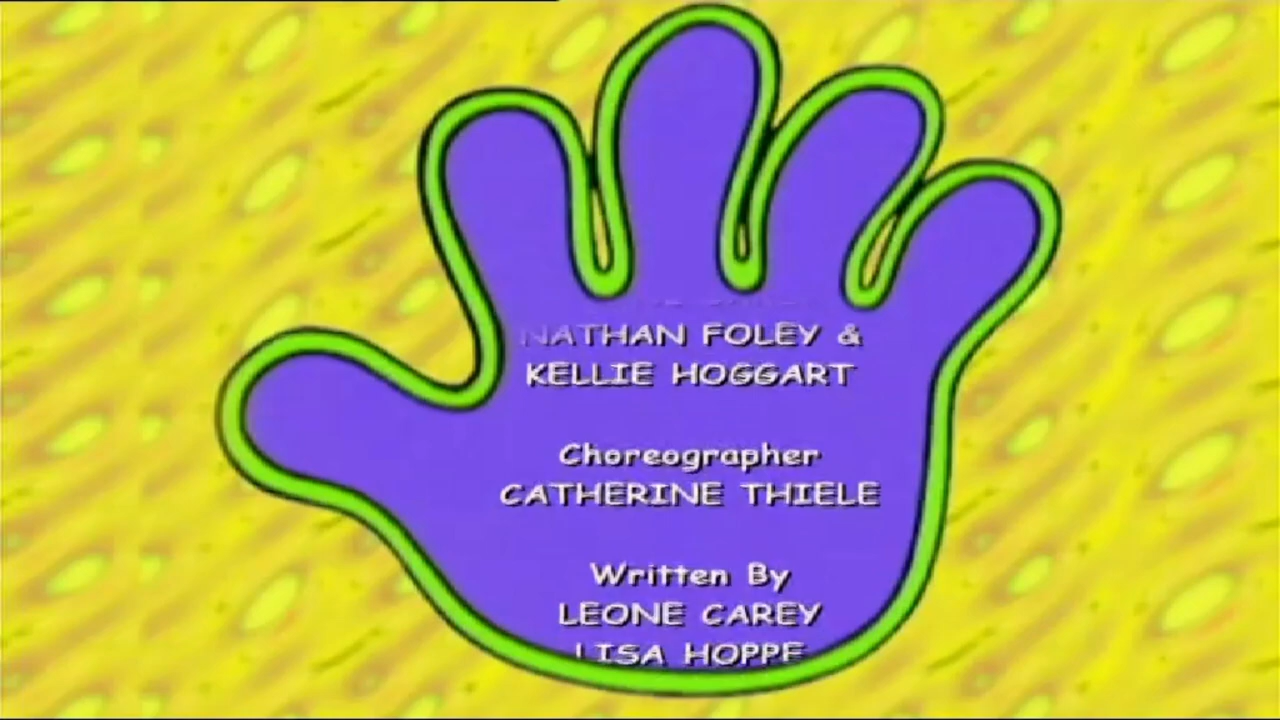 NATHAN FOLEY &
KELLIE HOGGART
Choreographer
CATHERINE THIELE
Written By
LEONE CAREY
LISA HOPPE